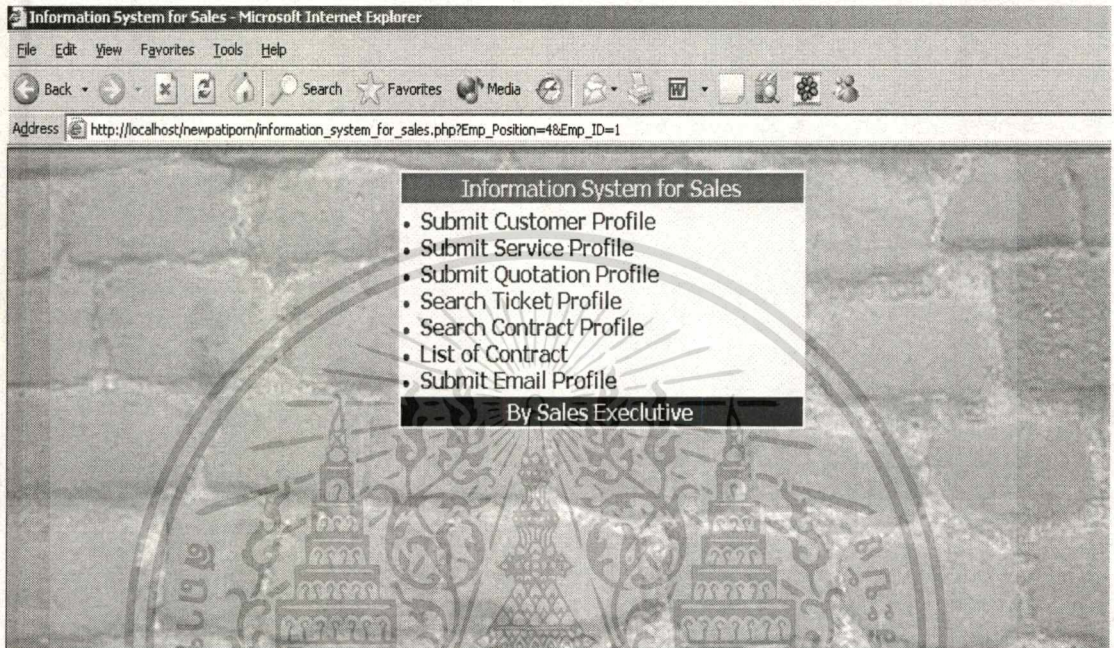 Information System for Sales - Microsoft Internet Explorer
File Edit View Favorites Tools Help
Back Search Favorites Media
Address http://localhost/newpatiporn/information_system_for_sales.php?Emp_Position=4&Emp_ID=1
Information System for Sales
• Submit Customer Profile
• Submit Service Profile
• Submit Quotation Profile
• Search Ticket Profile
• Search Contract Profile
• List of Contract
• Submit Email Profile
By Sales Execlutive